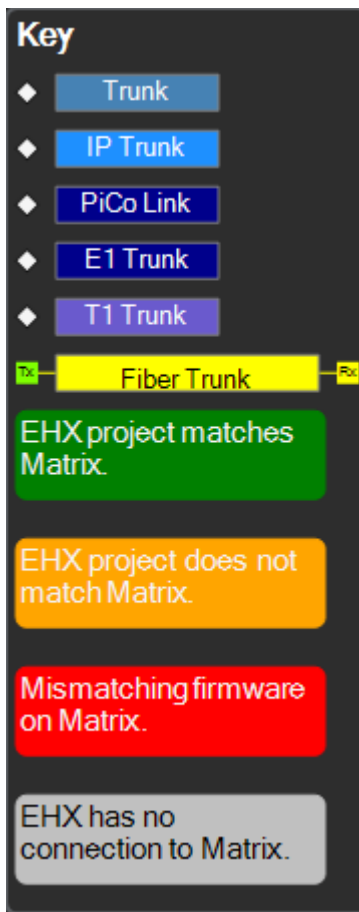 Key
Trunk
IP Trunk
PiCo Link
E1 Trunk
T1 Trunk
Tx Fiber Trunk Rx
EHX project matches
Matrix.
EHX project does not
match Matrix.
Mismatching firmware
on Matrix.
EHX has no
connection to Matrix.